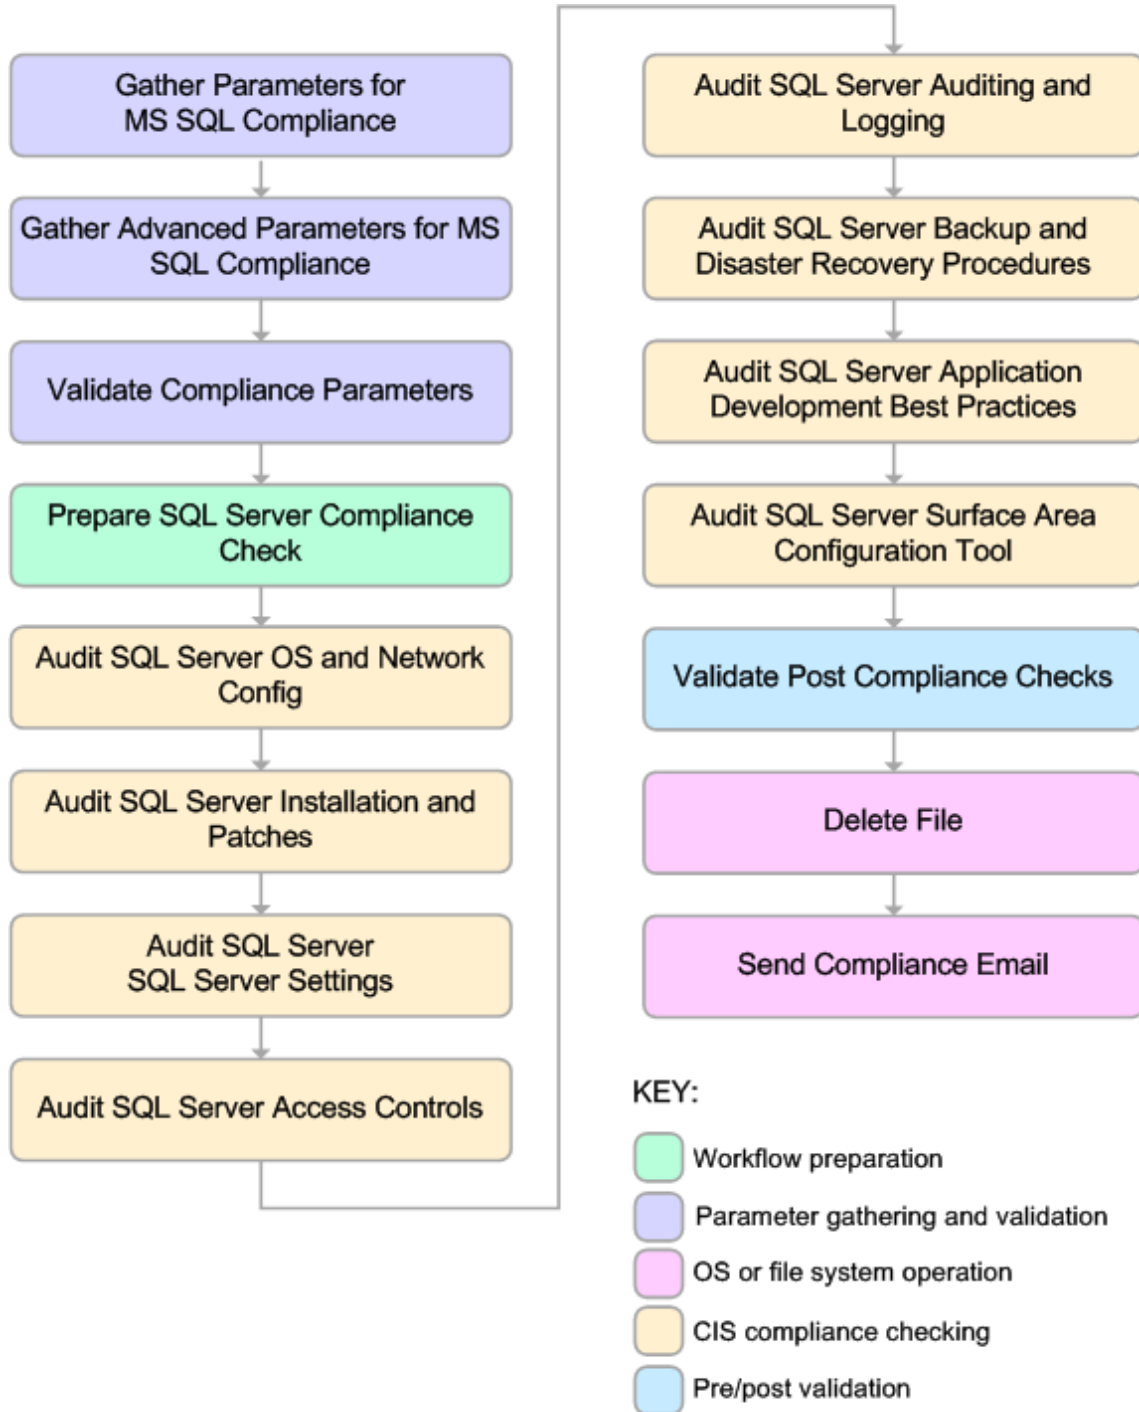 Gather Parameters for
MS SQL Compliance
Gather Advanced Parameters for MS
SQL Compliance
Validate Compliance Parameters
Prepare SQL Server Compliance
Check
Audit SQL Server OS and Network
Config
Audit SQL Server Installation and
Patches
Audit SQL Server
SQL Server Settings
Audit SQL Server Access Controls
Audit SQL Server Auditing and
Logging
Audit SQL Server Backup and
Disaster Recovery Procedures
Audit SQL Server Application
Development Best Practices
Audit SQL Server Surface Area
Configuration Tool
Validate Post Compliance Checks
Delete File
Send Compliance Email
KEY:
Workflow preparation
Parameter gathering and validation
OS or file system operation
CIS compliance checking
Pre/post validation